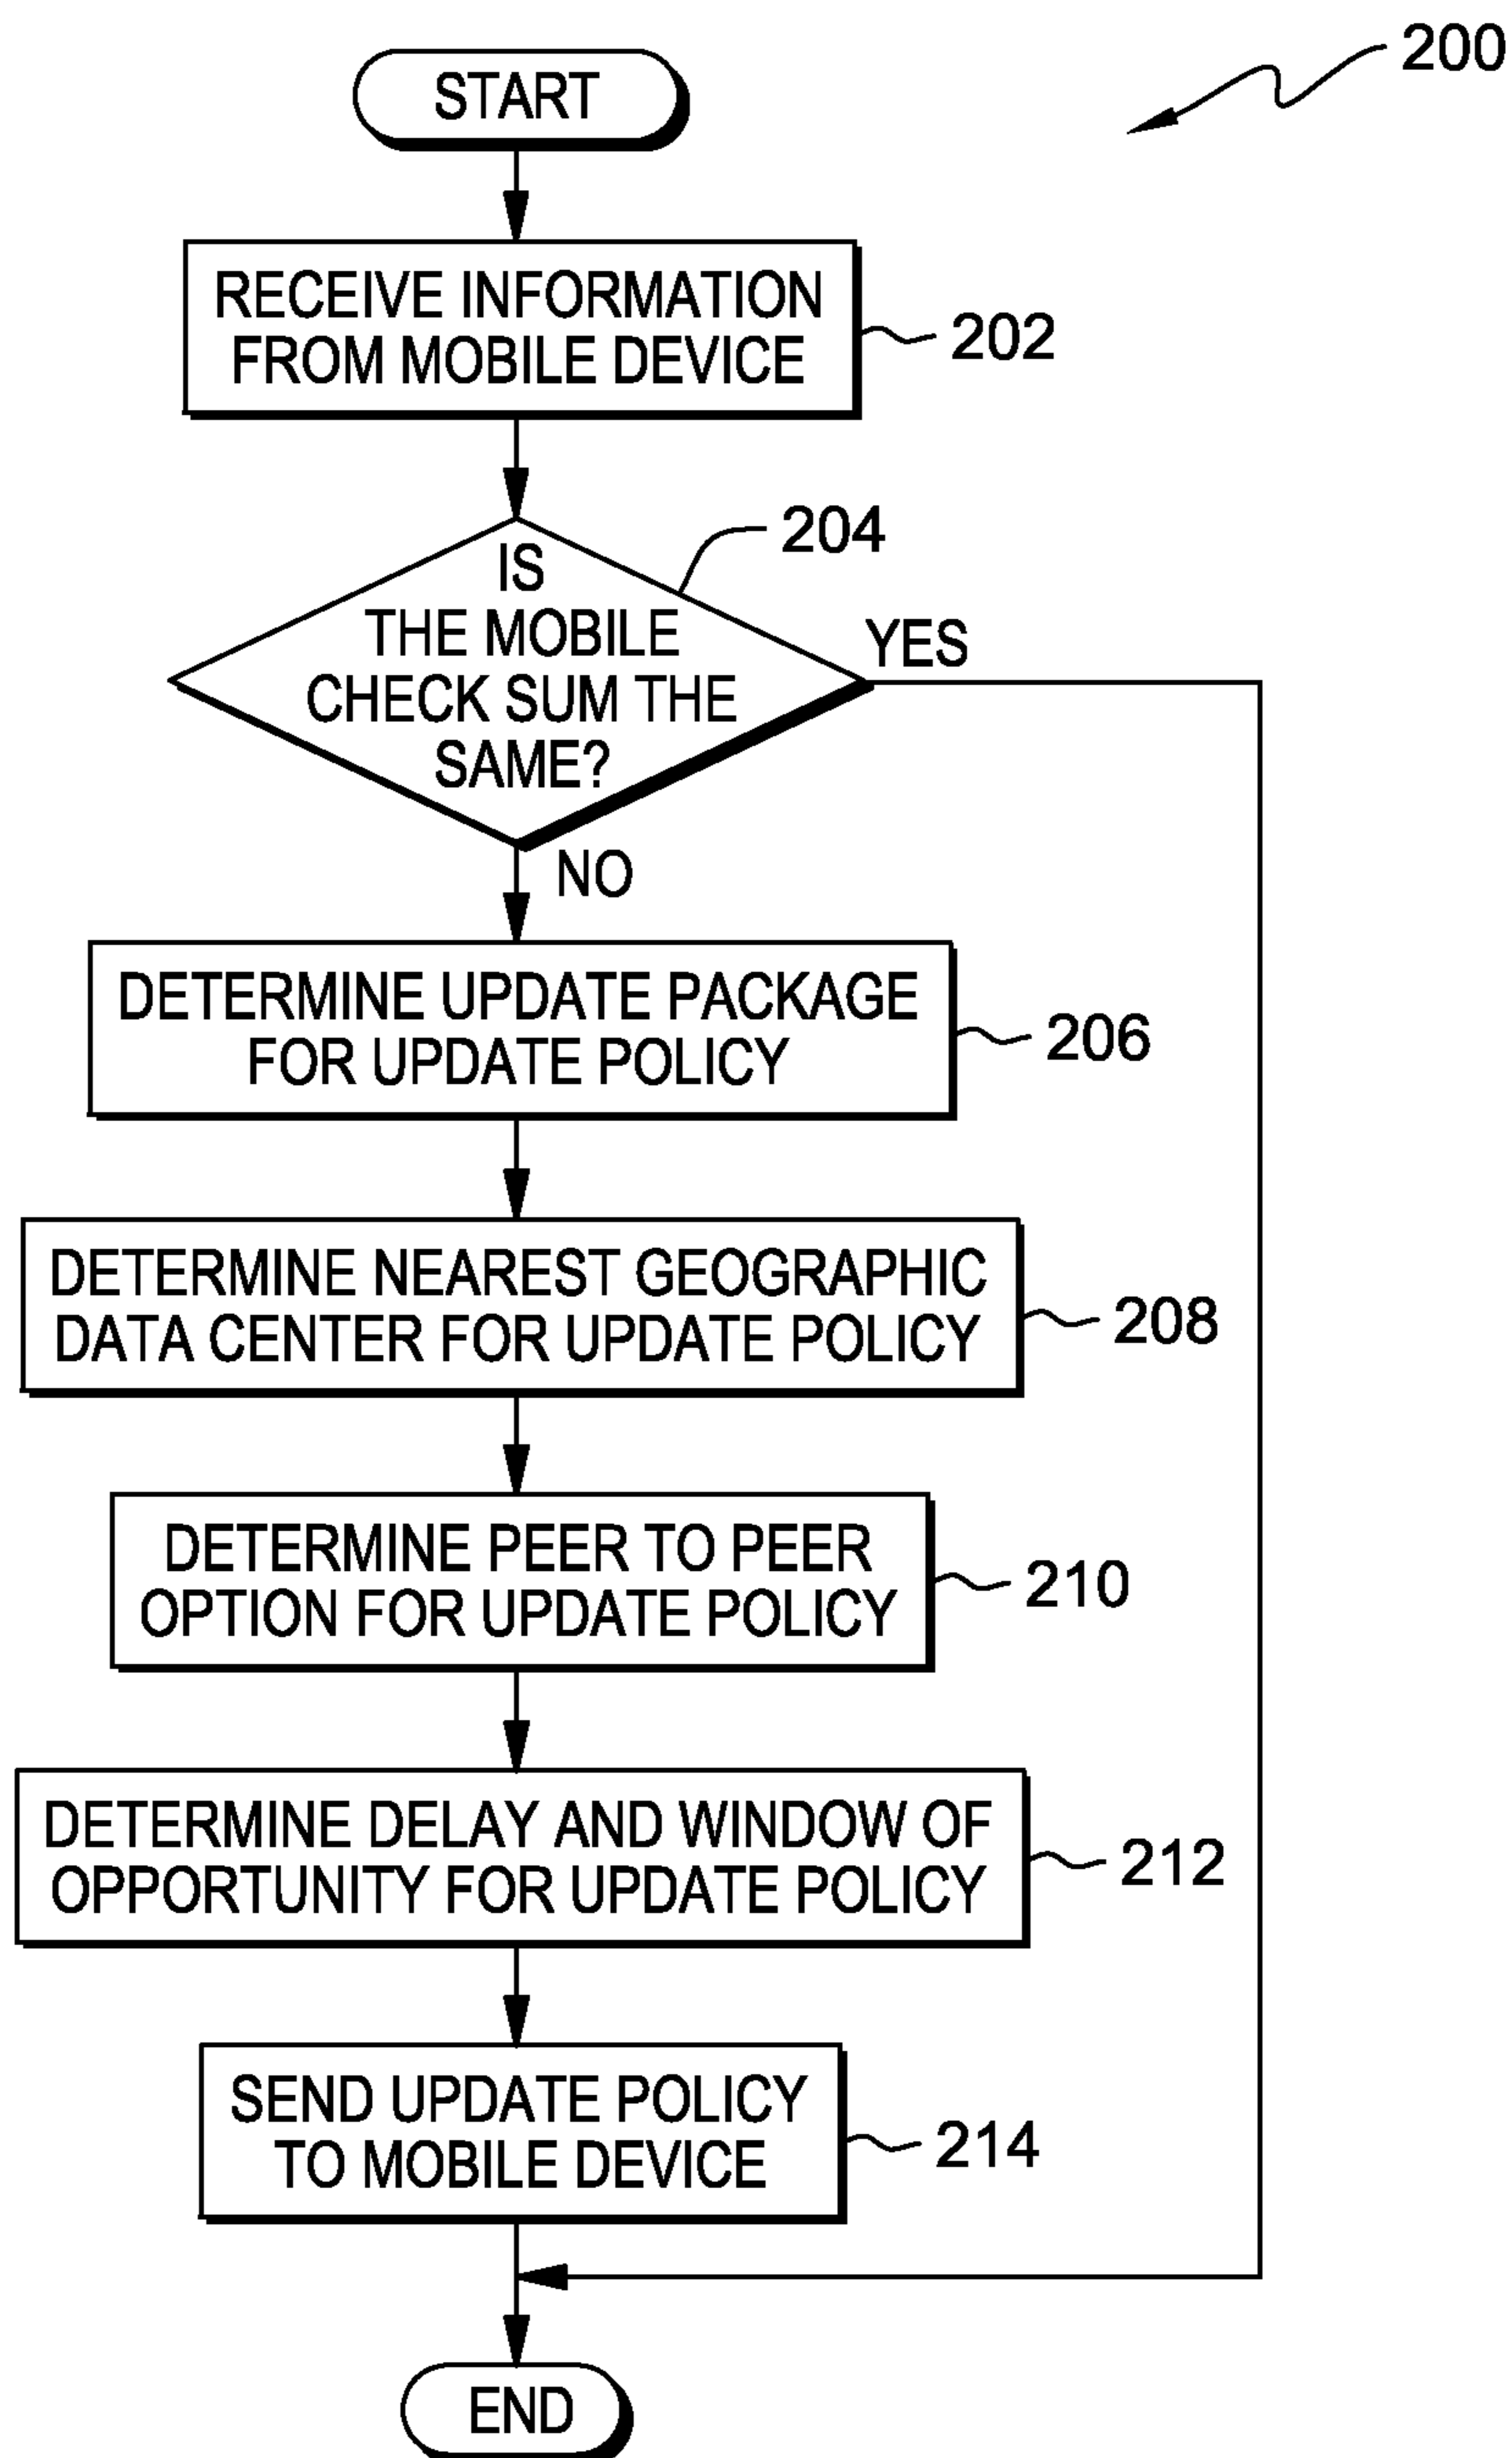 200
START
RECEIVE INFORMATION
FROM MOBILE DEVICE
202
204
IS
THE MOBILE
CHECK SUM THE
SAME?
YES
NO
DETERMINE UPDATE PACKAGE
FOR UPDATE POLICY
206
DETERMINE NEAREST GEOGRAPHIC
DATA CENTER FOR UPDATE POLICY
208
DETERMINE PEER TO PEER
OPTION FOR UPDATE POLICY
210
DETERMINE DELAY AND WINDOW OF
OPPORTUNITY FOR UPDATE POLICY
212
SEND UPDATE POLICY
TO MOBILE DEVICE
214
END